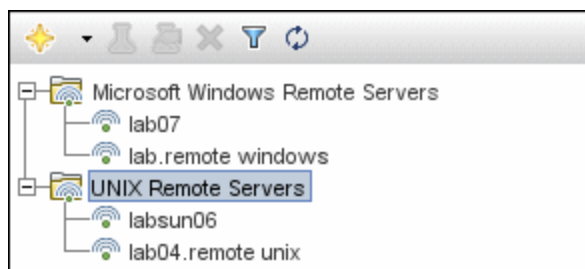 Microsoft Windows Remote Servers
lab07
lab.remote windows
UNIX Remote Servers
labsun06
lab04.remote unix